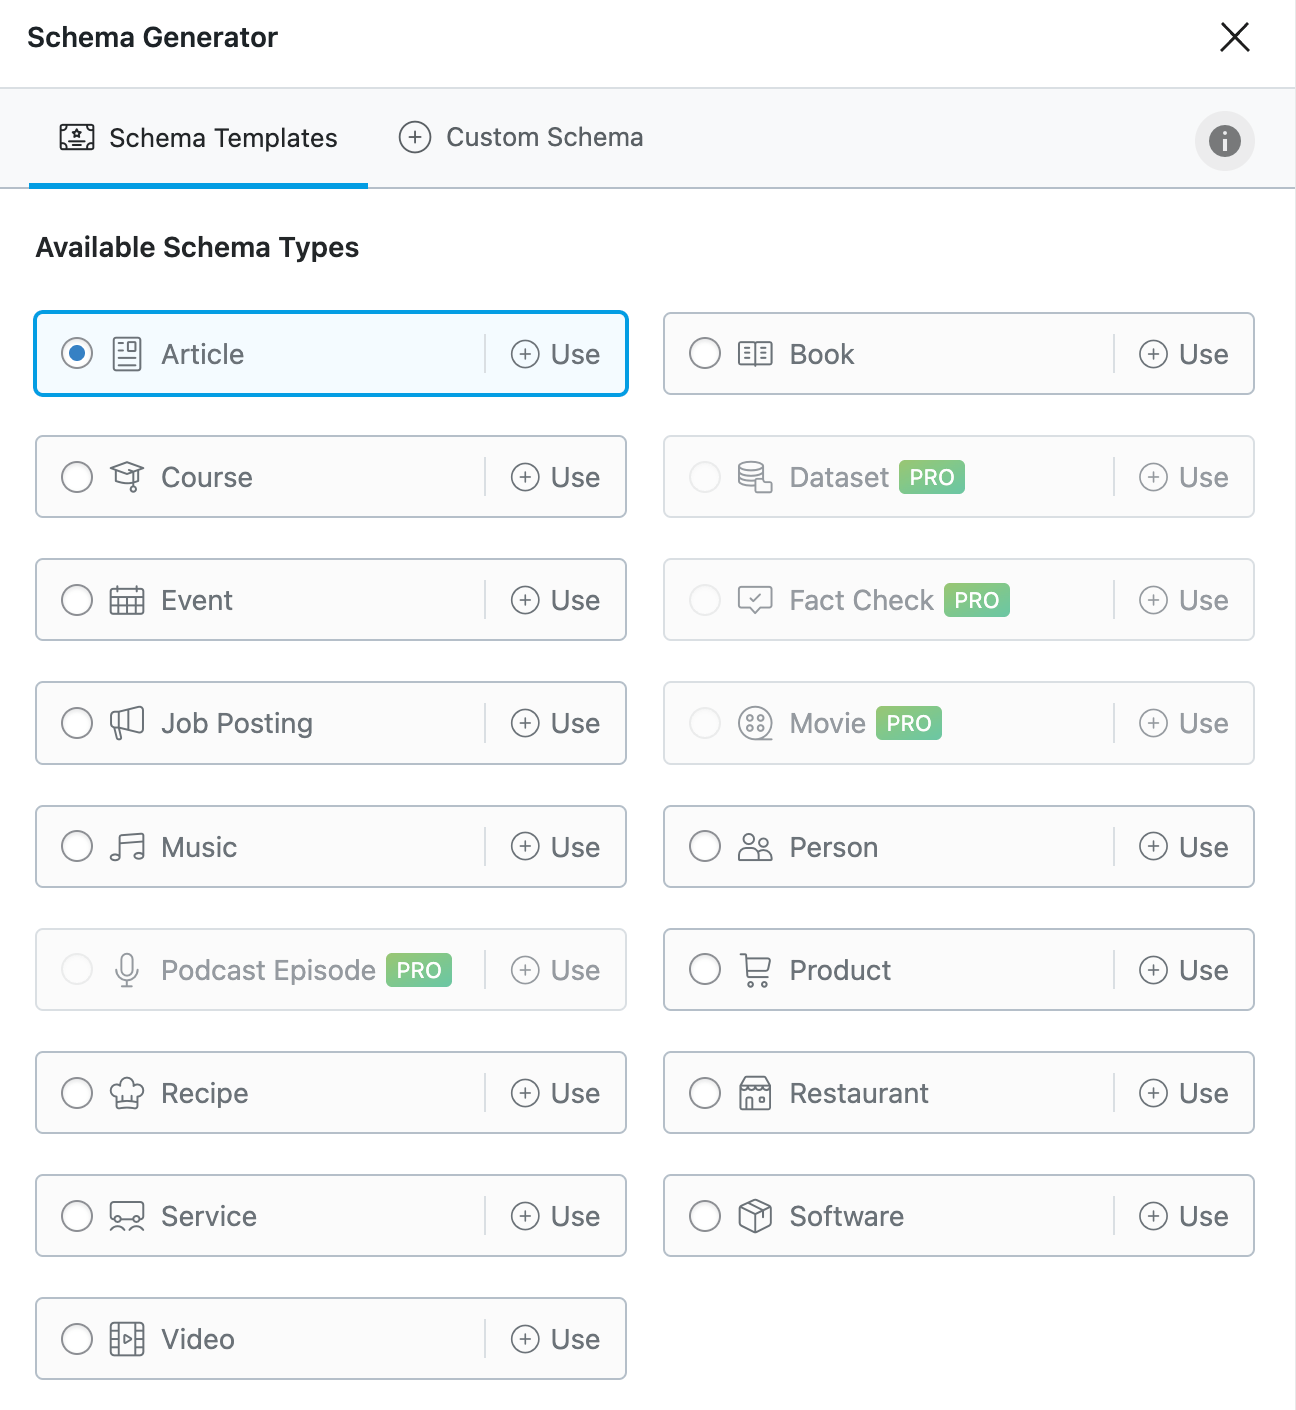 Schema Generator
Schema Templates Custom Schema
Available Schema Types
Article Use Book Use
Course Use Dataset PRO Use
Event Use Fact Check PRO Use
Job Posting Use Movie PRO Use
Music Use Person Use
Podcast Episode PRO Use Product Use
Recipe Use Restaurant Use
Service Use Software Use
Video Use